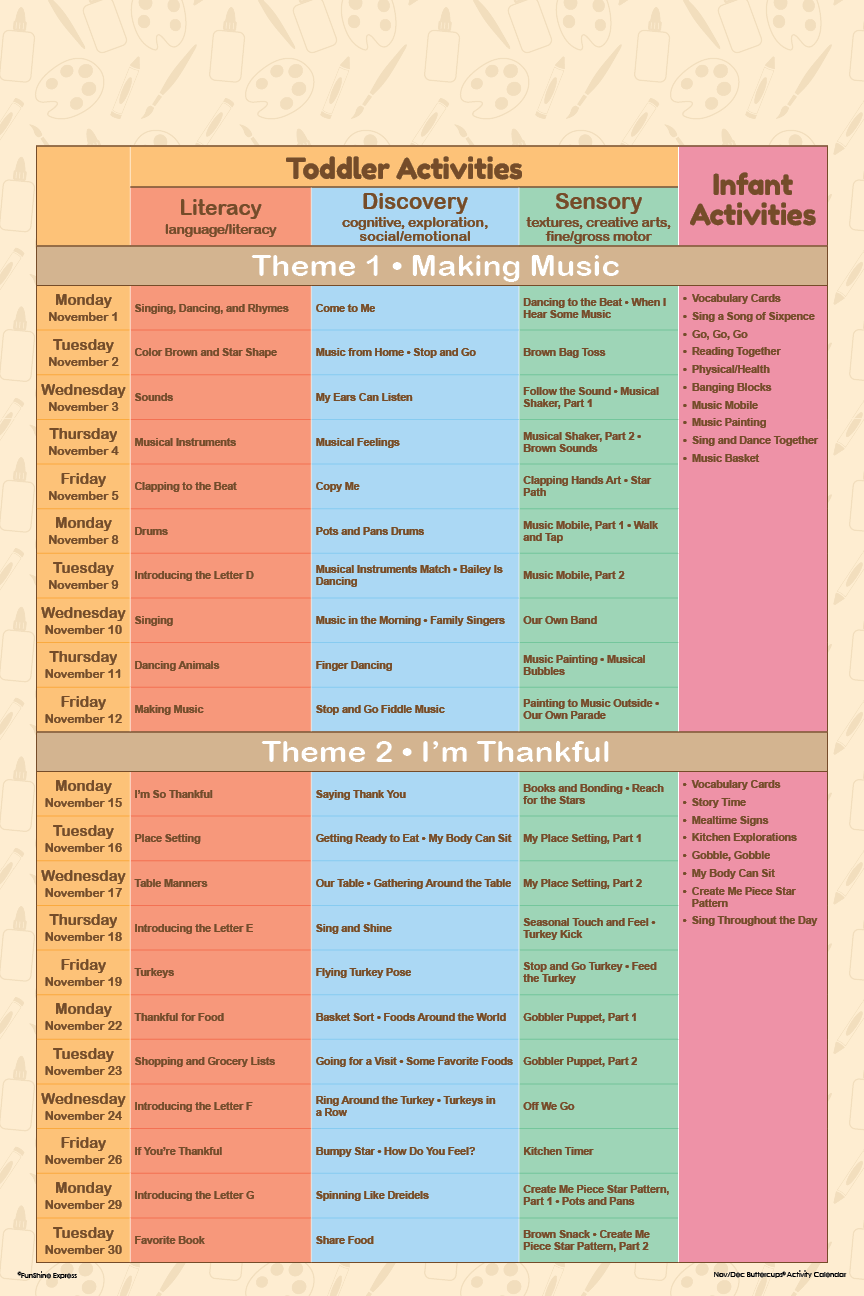 Toddler Activities
Infant
Activities
Literacy
language/literacy
Discovery
cognitive, exploration,
social/emotional
Sensory
textures, creative arts,
fine/gross motor
Theme 1 • Making Music
Monday
November 1
Singing, Dancing, and Rhymes
Come to Me
Dancing to the Beat • When I
Hear Some Music
Tuesday
November 2
Color Brown and Star Shape
Music from Home • Stop and Go
Brown Bag Toss
Wednesday
November 3
Sounds
My Ears Can Listen
Follow the Sound • Musical
Shaker, Part 1
Thursday
November 4
Musical Instruments
Musical Feelings
Musical Shaker, Part 2 •
Brown Sounds
Friday
November 5
Clapping to the Beat
Copy Me
Clapping Hands Art • Star
Path
Monday
November 8
Drums
Pots and Pans Drums
Music Mobile, Part 1 • Walk
and Tap
Tuesday
November 9
Introducing the Letter D
Musical Instruments Match • Bailey Is
Dancing
Music Mobile, Part 2
Wednesday
November 10
Singing
Music in the Morning • Family Singers
Our Own Band
Thursday
November 11
Dancing Animals
Finger Dancing
Music Painting • Musical
Bubbles
Friday
November 12
Making Music
Stop and Go Fiddle Music
Painting to Music Outside •
Our Own Parade
• Vocabulary Cards
• Sing a Song of Sixpence
• Go, Go, Go
• Reading Together
• Physical/Health
• Banging Blocks
• Music Mobile
• Music Painting
• Sing and Dance Together
• Music Basket
Theme 2 • I'm Thankful
Monday
November 15
I'm So Thankful
Saying Thank You
Books and Bonding • Reach
for the Stars
Tuesday
November 16
Place Setting
Getting Ready to Eat • My Body Can Sit
My Place Setting, Part 1
Wednesday
November 17
Table Manners
Our Table • Gathering Around the Table
My Place Setting, Part 2
Thursday
November 18
Introducing the Letter E
Sing and Shine
Seasonal Touch and Feel •
Turkey Kick
Friday
November 19
Turkeys
Flying Turkey Pose
Stop and Go Turkey • Feed
the Turkey
Monday
November 22
Thankful for Food
Basket Sort • Foods Around the World
Gobbler Puppet, Part 1
Tuesday
November 23
Shopping and Grocery Lists
Going for a Visit • Some Favorite Foods
Gobbler Puppet, Part 2
Wednesday
November 24
Introducing the Letter F
Ring Around the Turkey • Turkeys in
a Row
Off We Go
Friday
November 26
If You're Thankful
Bumpy Star • How Do You Feel?
Kitchen Timer
Monday
November 29
Introducing the Letter G
Spinning Like Dreidels
Create Me Piece Star Pattern,
Part 1 • Pots and Pans
Tuesday
November 30
Favorite Book
Share Food
Brown Snack • Create Me
Piece Star Pattern, Part 2
• Vocabulary Cards
• Story Time
• Mealtime Signs
• Kitchen Explorations
• Gobble, Gobble
• My Body Can Sit
• Create Me Piece Star
Pattern
• Sing Throughout the Day
©FunShine Express
Nov/Dec Buttercups® Activity Calendar